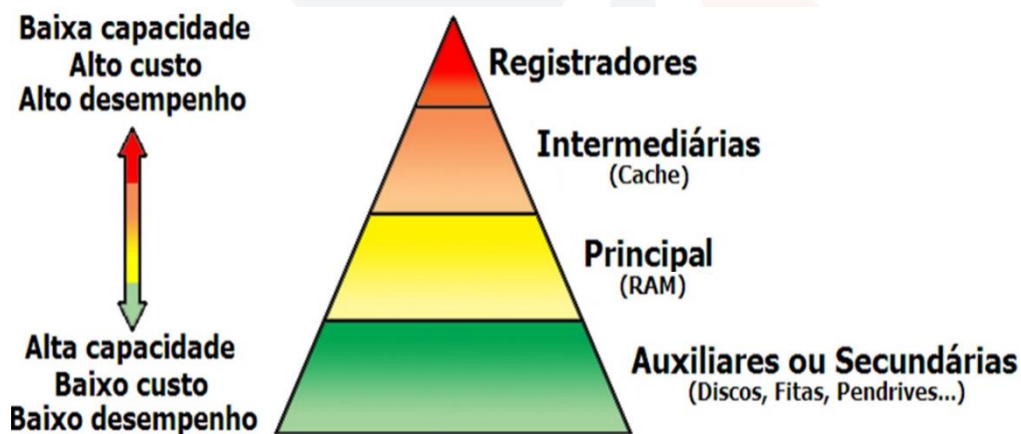 Baixa capacidade
Alto custo
Alto desempenho
Registradores
Intermediárias
(Cache)
Principal
(RAM)
Alta capacidade
Baixo custo
Baixo desempenho
Auxiliares ou Secundárias
(Discos, Fitas, Pendrives...)